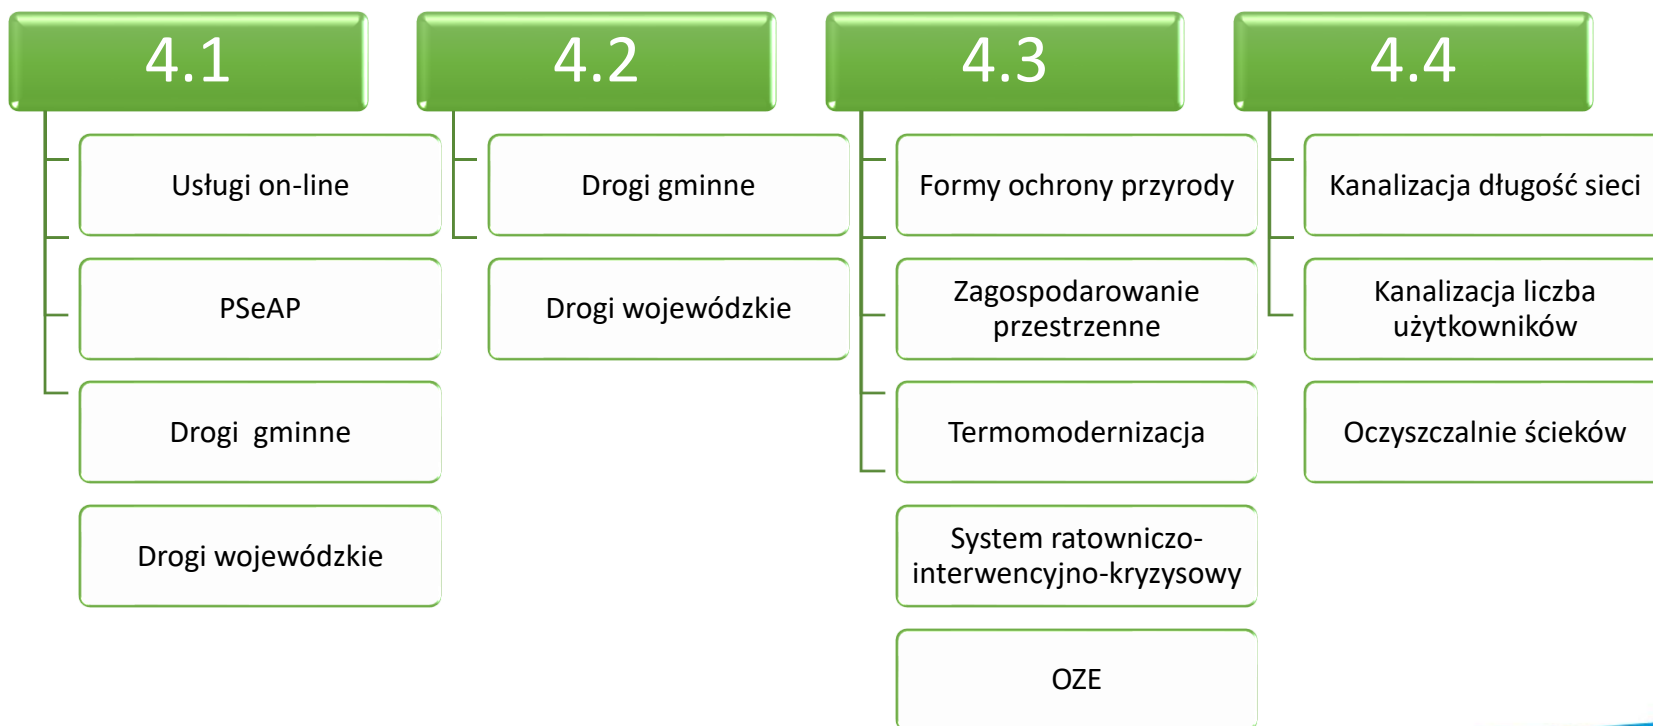 4.1
Usługi on-line
PSeAP
Drogi  gminne
Drogi wojewódzkie
4.2
Drogi gminne
Drogi wojewódzkie
4.3
Formy ochrony przyrody
Zagospodarowanie
przestrzenne
Termomodernizacja
System ratowniczo-
interwencyjno-kryzysowy
OZE
4.4
Kanalizacja długość sieci
Kanalizacja liczba
użytkowników
Oczyszczalnie ścieków